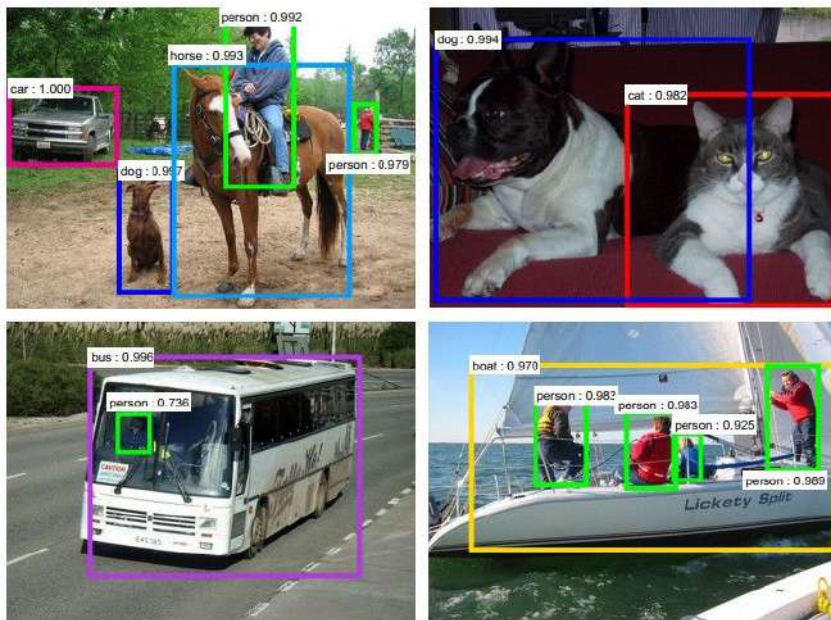 person : 0.992
horse : 0.993
car : 1.000
person : 0.979
dog : 0.997
dog : 0.994
cat : 0.982
bus : 0.996
person : 0.736
CAUTION
boat : 0.970
person : 0.983
person : 0.983
person : 0.925
person : 0.989
Lickety Split